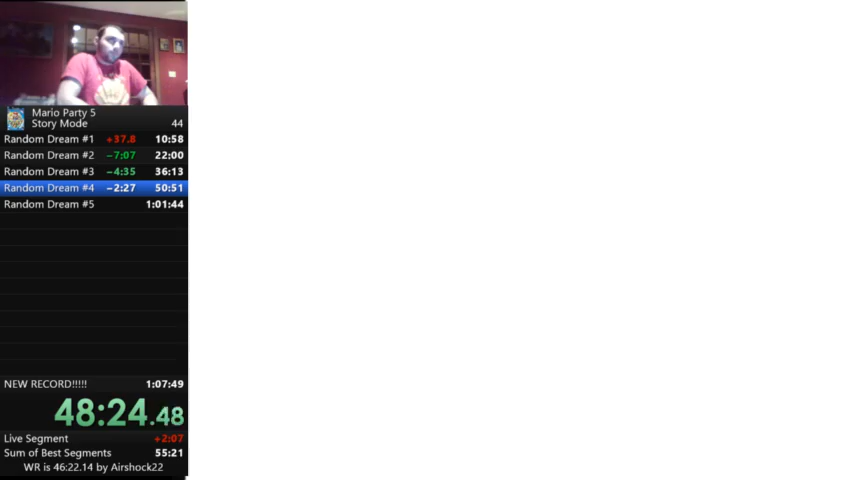 Mario Party 5
Story Mode 44
Random Dream #1 +37.8 10:58
Random Dream #2 −7:07 22:00
Random Dream #3 −4:35 36:13
Random Dream #4 −2:27 50:51
Random Dream #5 1:01:44
NEW RECORD!!!!! 1:07:49
48:24.48
Live Segment +2:07
Sum of Best Segments 55:21
WR is 46:22.14 by Airshock22